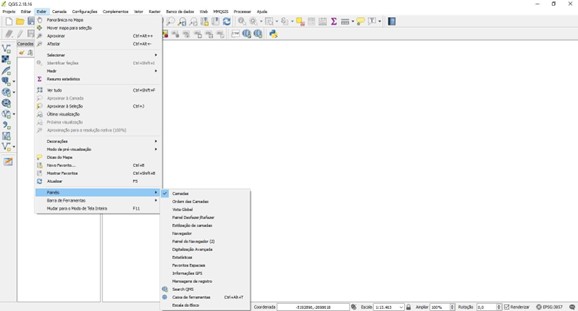 QGIS 2.18.16
Projeto Editar Exibir Camada Configurações Complementos Vetor Raster Banco de dados Web MMQGIS Processar Ajuda
Panorâmica no Mapa
Mover mapa para seleção
Aproximar Ctrl+Alt++
Afastar Ctrl+Alt+-
Selecionar
Identificar feições Ctrl+Shift+I
Medir
Resumo estatístico
Ver tudo Ctrl+Shift+F
Aproximar à Camada
Aproximar à Seleção Ctrl+J
Última visualização
Próxima visualização
Aproximação para a resolução nativa (100%)
Decorações
Modo de pré visualização
Dicas do Mapa
Novo Favorito... Ctrl+B
Mostrar Favoritos Ctrl+Shift+B
Atualizar F5
Painéis
Barra de Ferramentas
Mudar para o Modo de Tela Inteira F11
Camadas
Camadas
Ordem das Camadas
Vista Global
Painel Desfazer/Refazer
Estilização de camadas
Navegador
Painel do Navegador (2)
Digitalização Avançada
Estatísticas
Favoritos Espaciais
Informações GPS
Mensagens de registro
Search QMS
Caixa de ferramentas Ctrl+Alt+T
Escala do Bloco
Coordenada Escala Ampliar 100% Rotação 0,0 Renderizar EPSG:3857